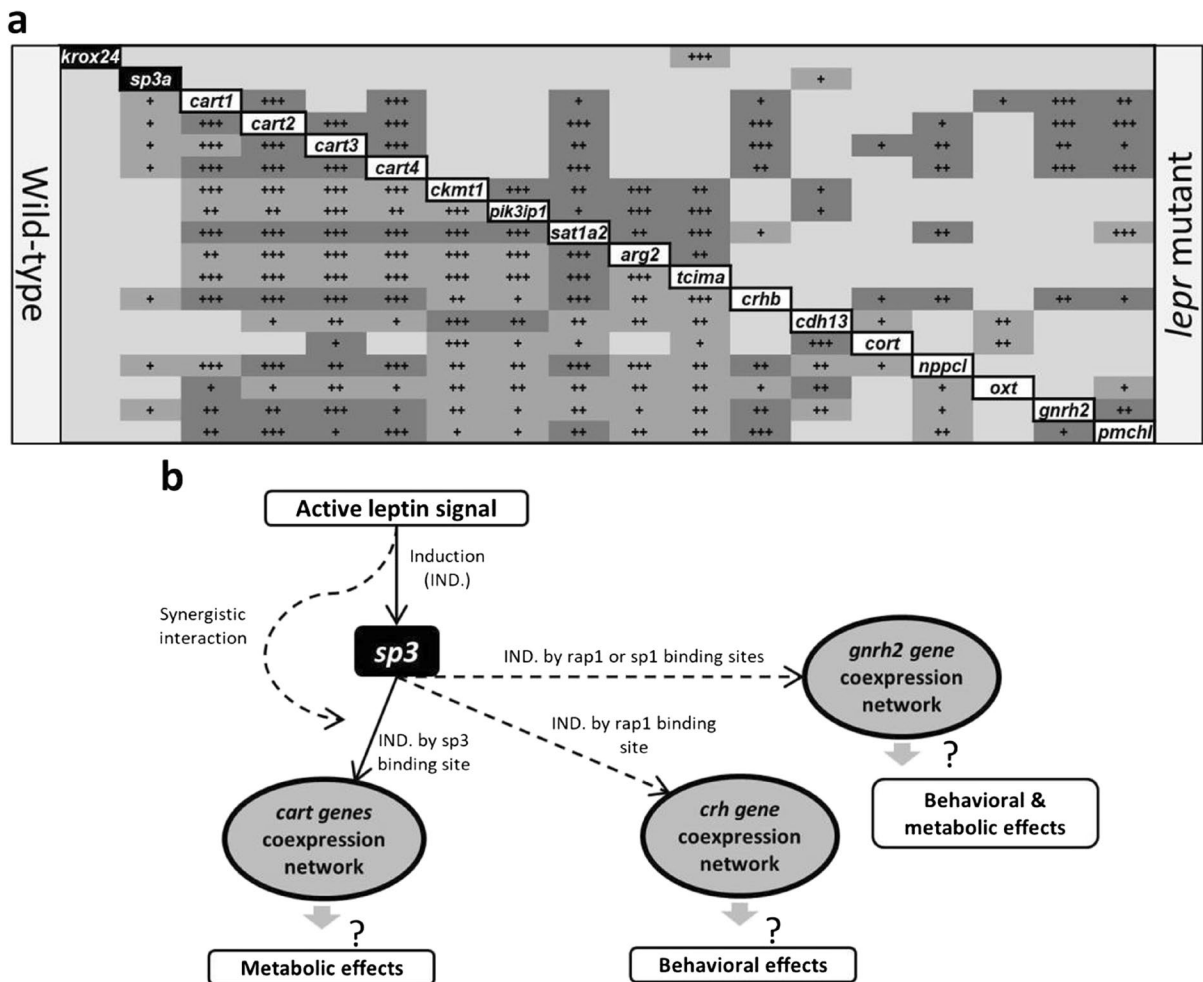 a
Wild-type
lepr mutant
krox24 +++
sp3a +
+ cart1 +++ +++ + + + +++ ++
+ +++ cart2 +++ +++ +++ +++ + +++ +++
+ +++ +++ cart3 +++ ++ +++ + ++ ++ +
+ +++ +++ +++ cart4 ++ ++ ++ +++ +++
+++ +++ +++ +++ ckmt1 +++ ++ +++ +++ +
++ ++ +++ ++ +++ pik3ip1 + +++ +++ +
+++ +++ +++ +++ +++ +++ sat1a2 ++ +++ + ++ +++
++ ++ +++ +++ +++ +++ +++ arg2 ++
+++ +++ +++ +++ +++ +++ +++ +++ tcima
+ +++ +++ +++ +++ ++ + +++ ++ +++ crhb + ++ ++ +
+ ++ + +++ ++ ++ ++ ++ cdh13 + ++
+ +++ + + + +++ cort ++
+ +++ +++ ++ +++ ++ ++ +++ +++ ++ ++ ++ + nppcl
+ + ++ + ++ ++ ++ ++ ++ + ++ + oxt +
+ ++ ++ +++ + ++ + ++ + ++ ++ ++ + gnrh2 ++
++ +++ + +++ + + ++ ++ ++ +++ ++ + pmchl
b
Active leptin signal
Induction
(IND.)
Synergistic
interaction
sp3
IND. by rap1 or sp1 binding sites
gnrh2 gene
coexpression
network
IND. by rap1 binding
site
IND. by sp3
binding site
?
cart genes
coexpression
network
crh gene
coexpression
network
Behavioral &
metabolic effects
?
?
Metabolic effects
Behavioral effects